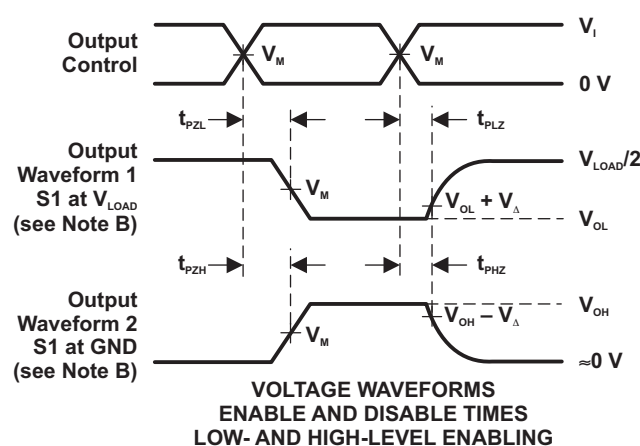 Output
Control
V_M
V_M
V_I
0 V
t_PZL
t_PLZ
Output
Waveform 1
S1 at V_LOAD
(see Note B)
V_M
V_OL + V_Δ
V_LOAD/2
V_OL
t_PZH
t_PHZ
Output
Waveform 2
S1 at GND
(see Note B)
V_M
V_OH − V_Δ
V_OH
≈0 V
VOLTAGE WAVEFORMS
ENABLE AND DISABLE TIMES
LOW- AND HIGH-LEVEL ENABLING